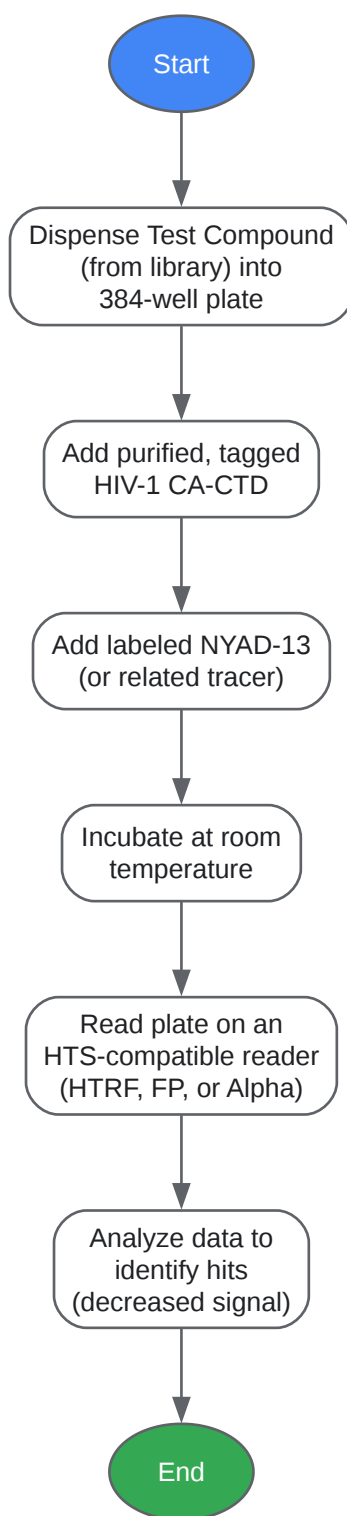 Start
Dispense Test Compound
(from library) into
384-well plate
Add purified, tagged
HIV-1 CA-CTD
Add labeled NYAD-13
(or related tracer)
Incubate at room
temperature
Read plate on an
HTS-compatible reader
(HTRF, FP, or Alpha)
Analyze data to
identify hits
(decreased signal)
End